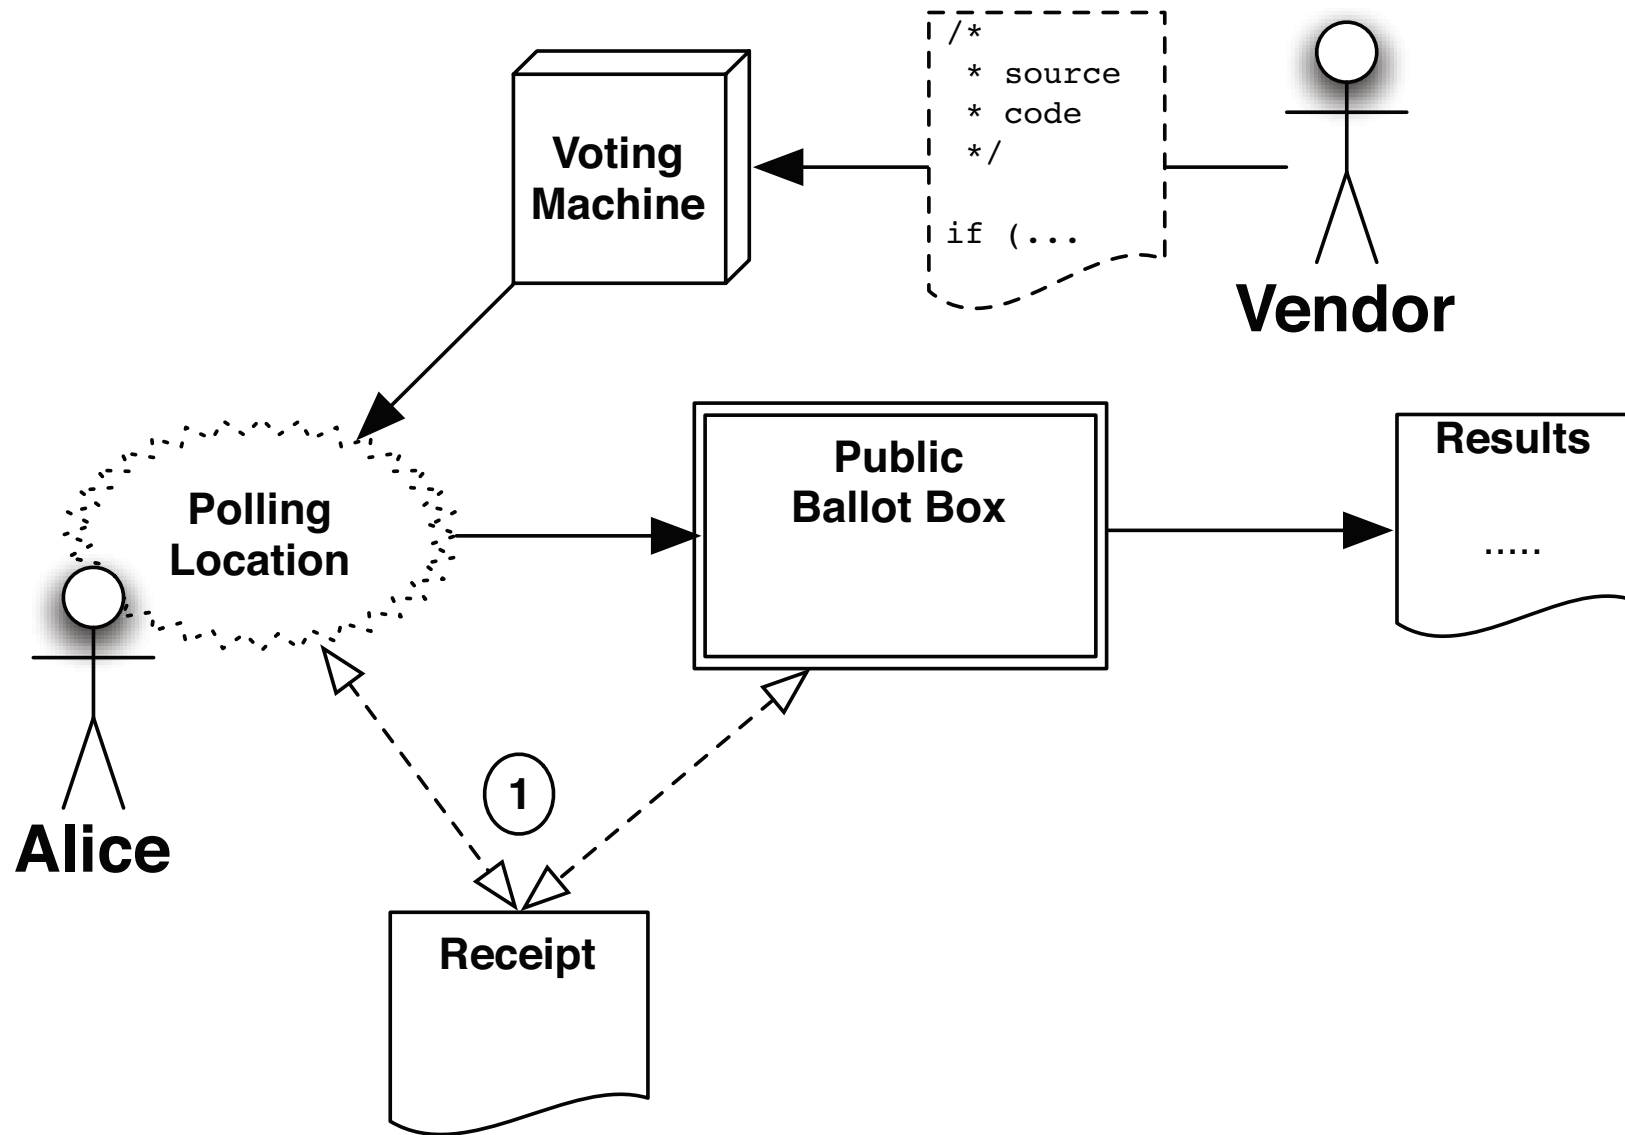 /*
 * source
 * code
 */
if (...
Voting
Machine
Vendor
Polling
Location
Public
Ballot Box
Results
.....
1
Alice
Receipt